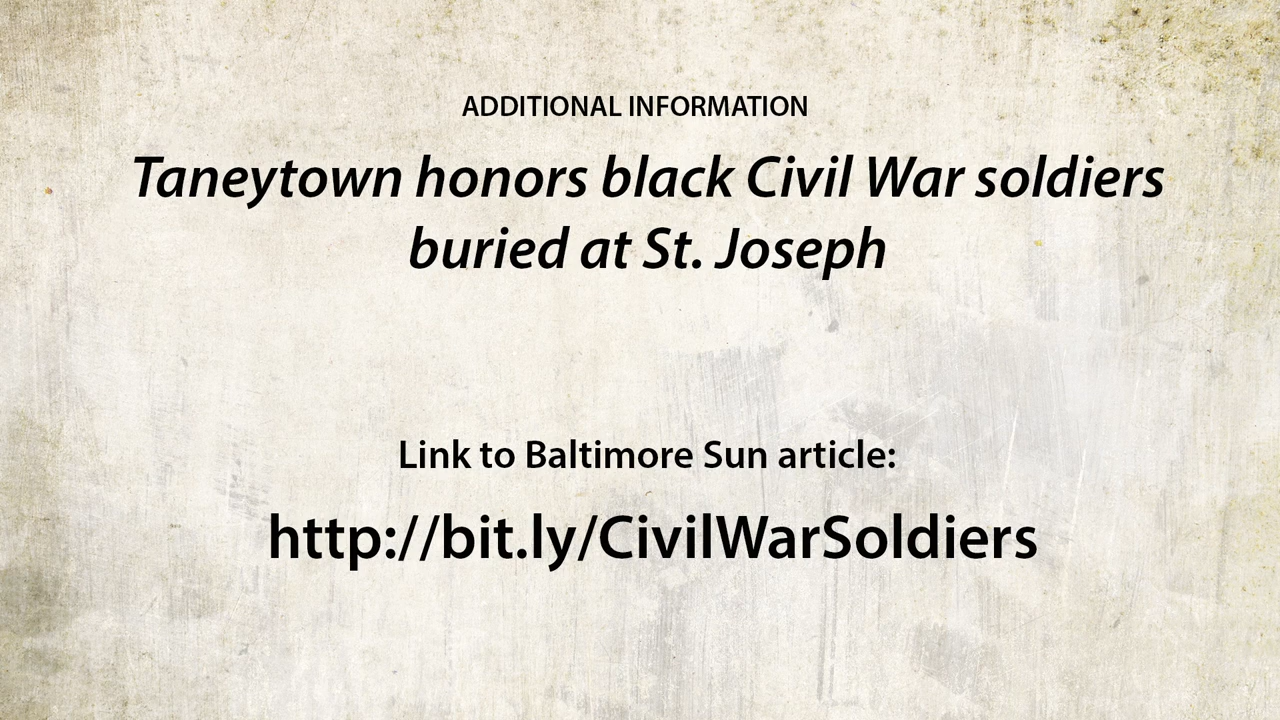 ADDITIONAL INFORMATION
Taneytown honors black Civil War soldiers
buried at St. Joseph
Link to Baltimore Sun article:
http://bit.ly/CivilWarSoldiers